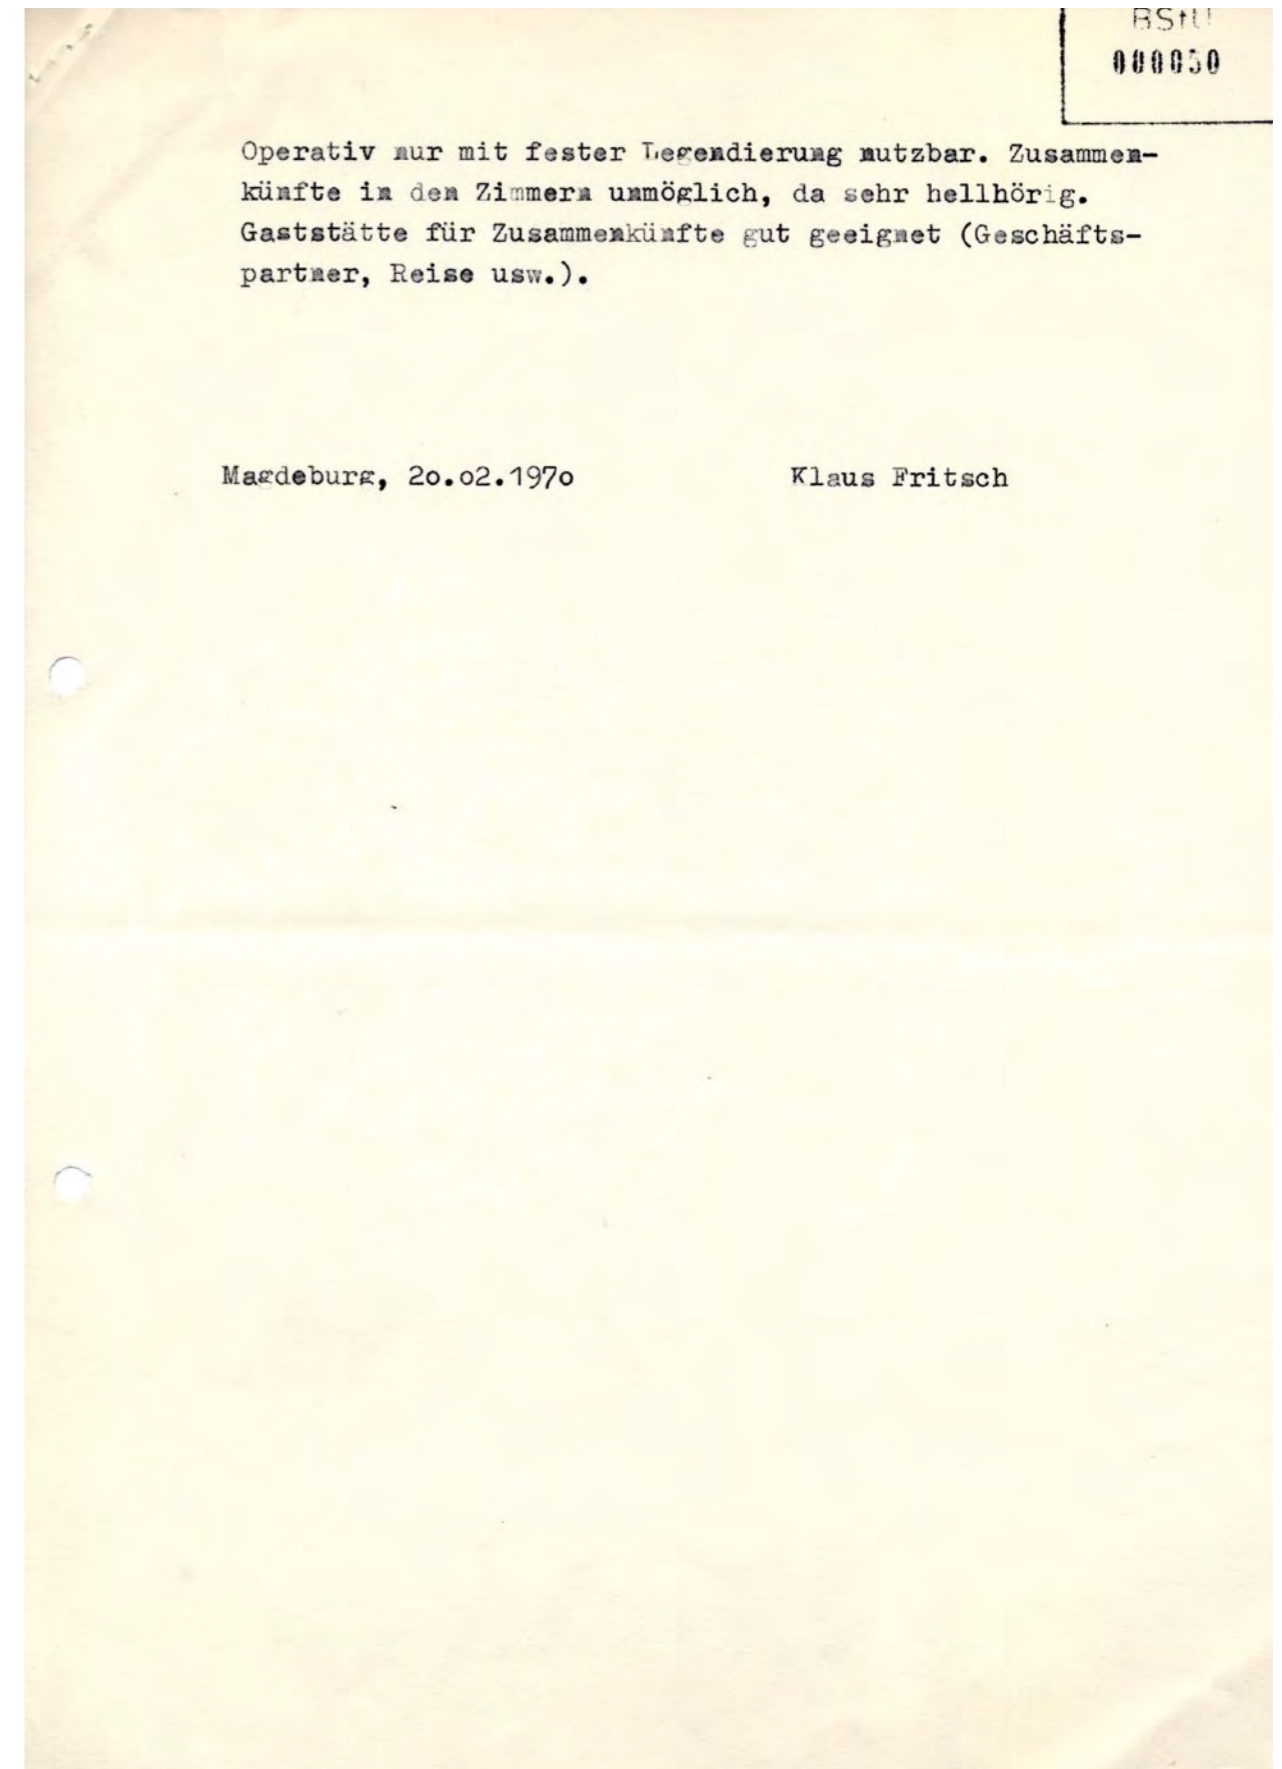 BStU
000050
Operativ nur mit fester Legendierung nutzbar. Zusammen-
künfte in den Zimmern unmöglich, da sehr hellhörig.
Gaststätte für Zusammenkünfte gut geeignet (Geschäfts-
partner, Reise usw.).
Magdeburg, 2o.o2.197o Klaus Fritsch